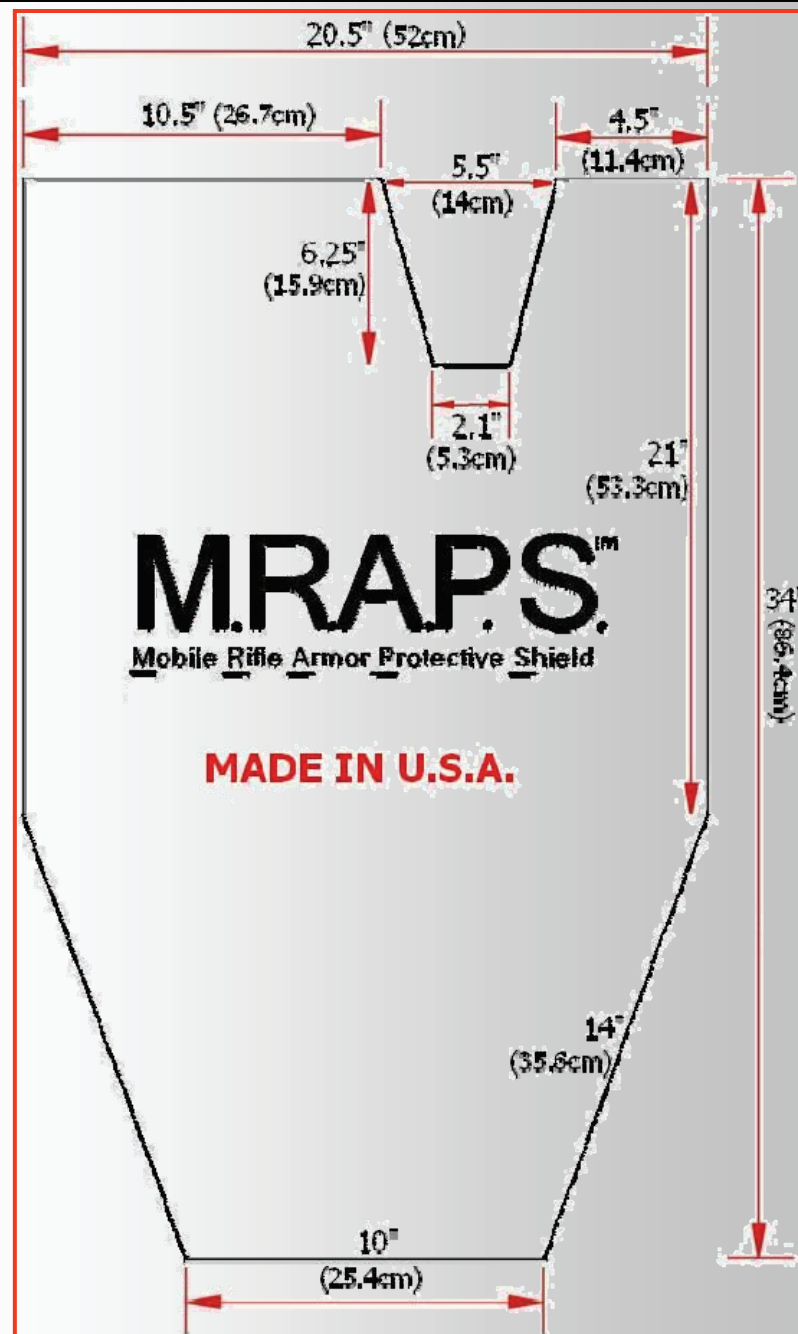 20.5" (52cm)
10.5" (26.7cm)
4.5"
(11.4cm)
5.5"
(14cm)
6.25"
(15.9cm)
2.1"
(5.3cm)
21"
(53.3cm)
M.R.A.P.S.™
Mobile Rifle Armor Protective Shield
34" (86.4cm)
MADE IN U.S.A.
14"
(35.6cm)
10"
(25.4cm)